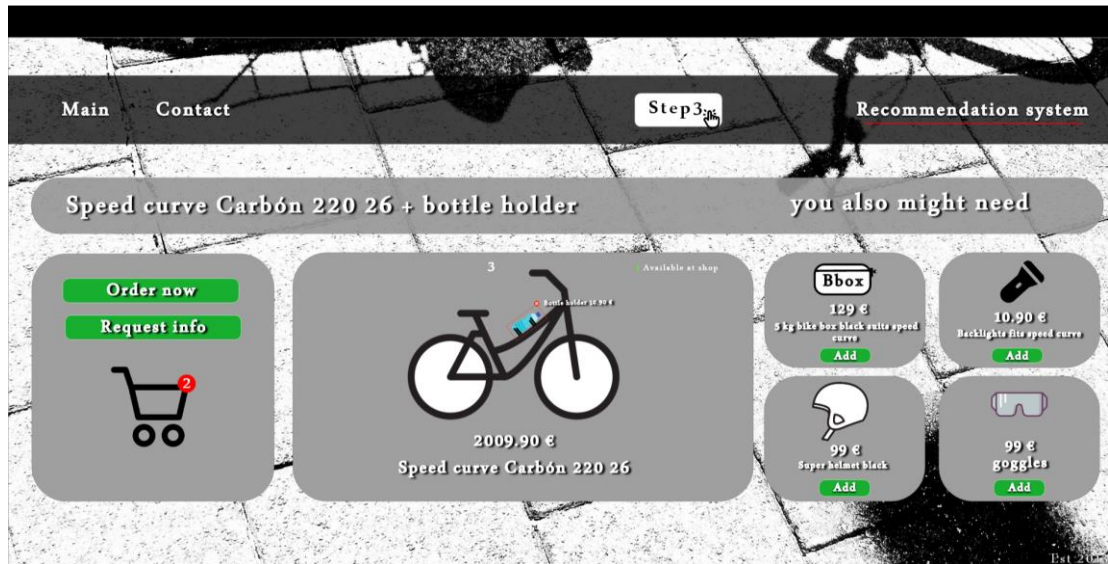 Main
Contact
Step3
Recommendation system
Speed curve Carbón 220 26 + bottle holder
you also might need
Order now
Request info
2
3
Available at shop
Bottle holder
2009.90 €
Speed curve Carbón 220 26
Bbox
129 €
5 kg bike box black suits speed
curve
Add
10.90 €
Backlights fits speed curve
Add
99 €
Super helmet black
Add
99 €
goggles
Add
Est